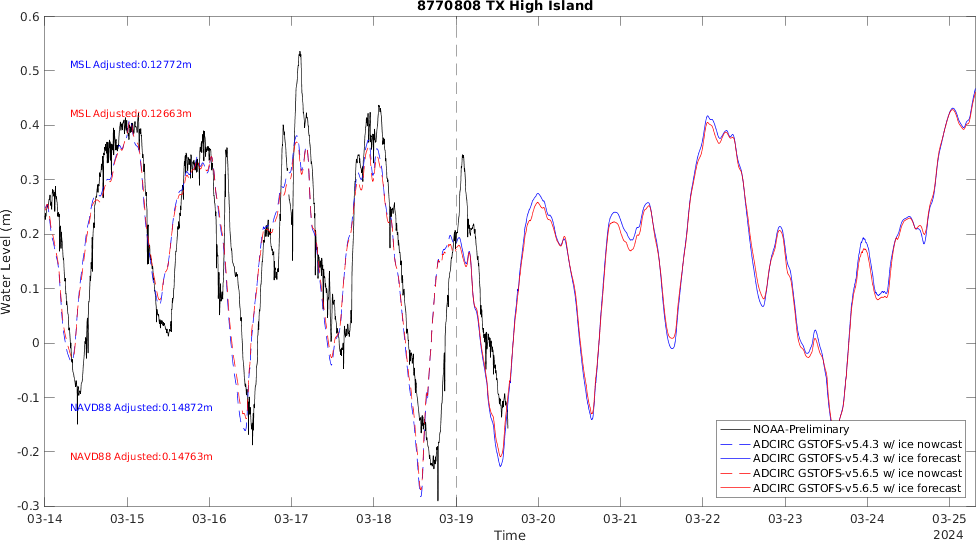 8770808 TX High Island
0.6
0.5
0.4
0.3
0.2
0.1
0
-0.1
-0.2
-0.3
Water Level (m)
MSL Adjusted:0.12772m
MSL Adjusted:0.12663m
NAVD88 Adjusted:0.14872m
NAVD88 Adjusted:0.14763m
NOAA-Preliminary
ADCIRC GSTOFS-v5.4.3 w/ ice nowcast
ADCIRC GSTOFS-v5.4.3 w/ ice forecast
ADCIRC GSTOFS-v5.6.5 w/ ice nowcast
ADCIRC GSTOFS-v5.6.5 w/ ice forecast
03-14 03-15 03-16 03-17 03-18 03-19 03-20 03-21 03-22 03-23 03-24 03-25
2024
Time